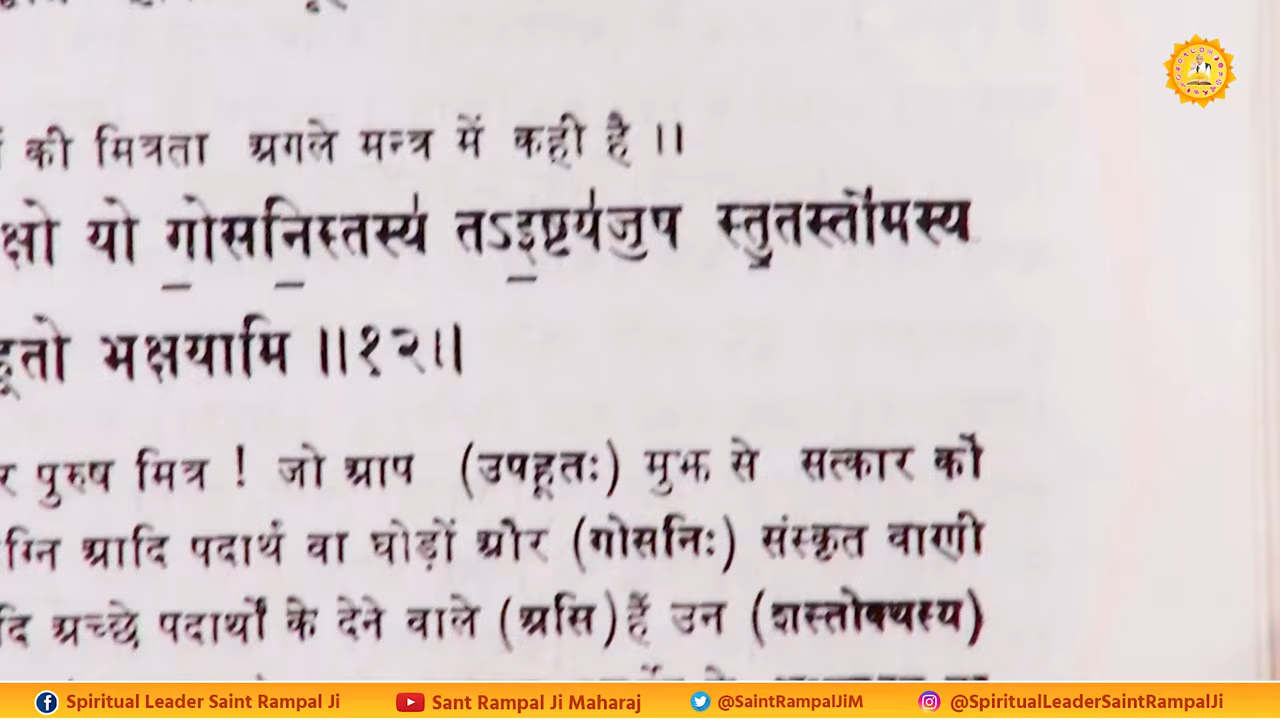 की मित्रता अगले मन्त्र में कही है ।।
यो गोसनिस्तस्य॑ तऽइष्टय॑जुष स्तुतस्तो॑मस्य
भक्षयामि ॥१२॥
पुरुष मित्र ! जो आप (उपहूतः) मुझ से सत्कार को
आदि पदार्थ वा घोड़ों और (गोसनिः) संस्कृत वाणी
अच्छे पदार्थों के देने वाले (असि) हैं उन (शस्तोक्थस्य)
Spiritual Leader Saint Rampal Ji Sant Rampal Ji Maharaj @SaintRampalJiM @SpiritualLeaderSaintRampalJi